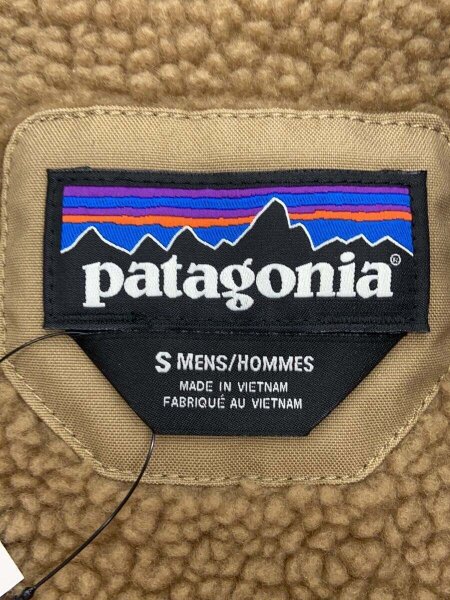 patagonia®
S MENS/HOMMES
MADE IN VIETNAM
FABRIQUÉ AU VIETNAM